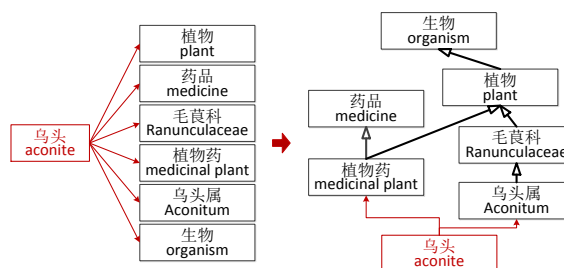 乌头
aconite
植物
plant
药品
medicine
毛茛科
Ranunculaceae
植物药
medicinal plant
乌头属
Aconitum
生物
organism
生物
organism
植物
plant
药品
medicine
毛茛科
Ranunculaceae
植物药
medicinal plant
乌头属
Aconitum
乌头
aconite